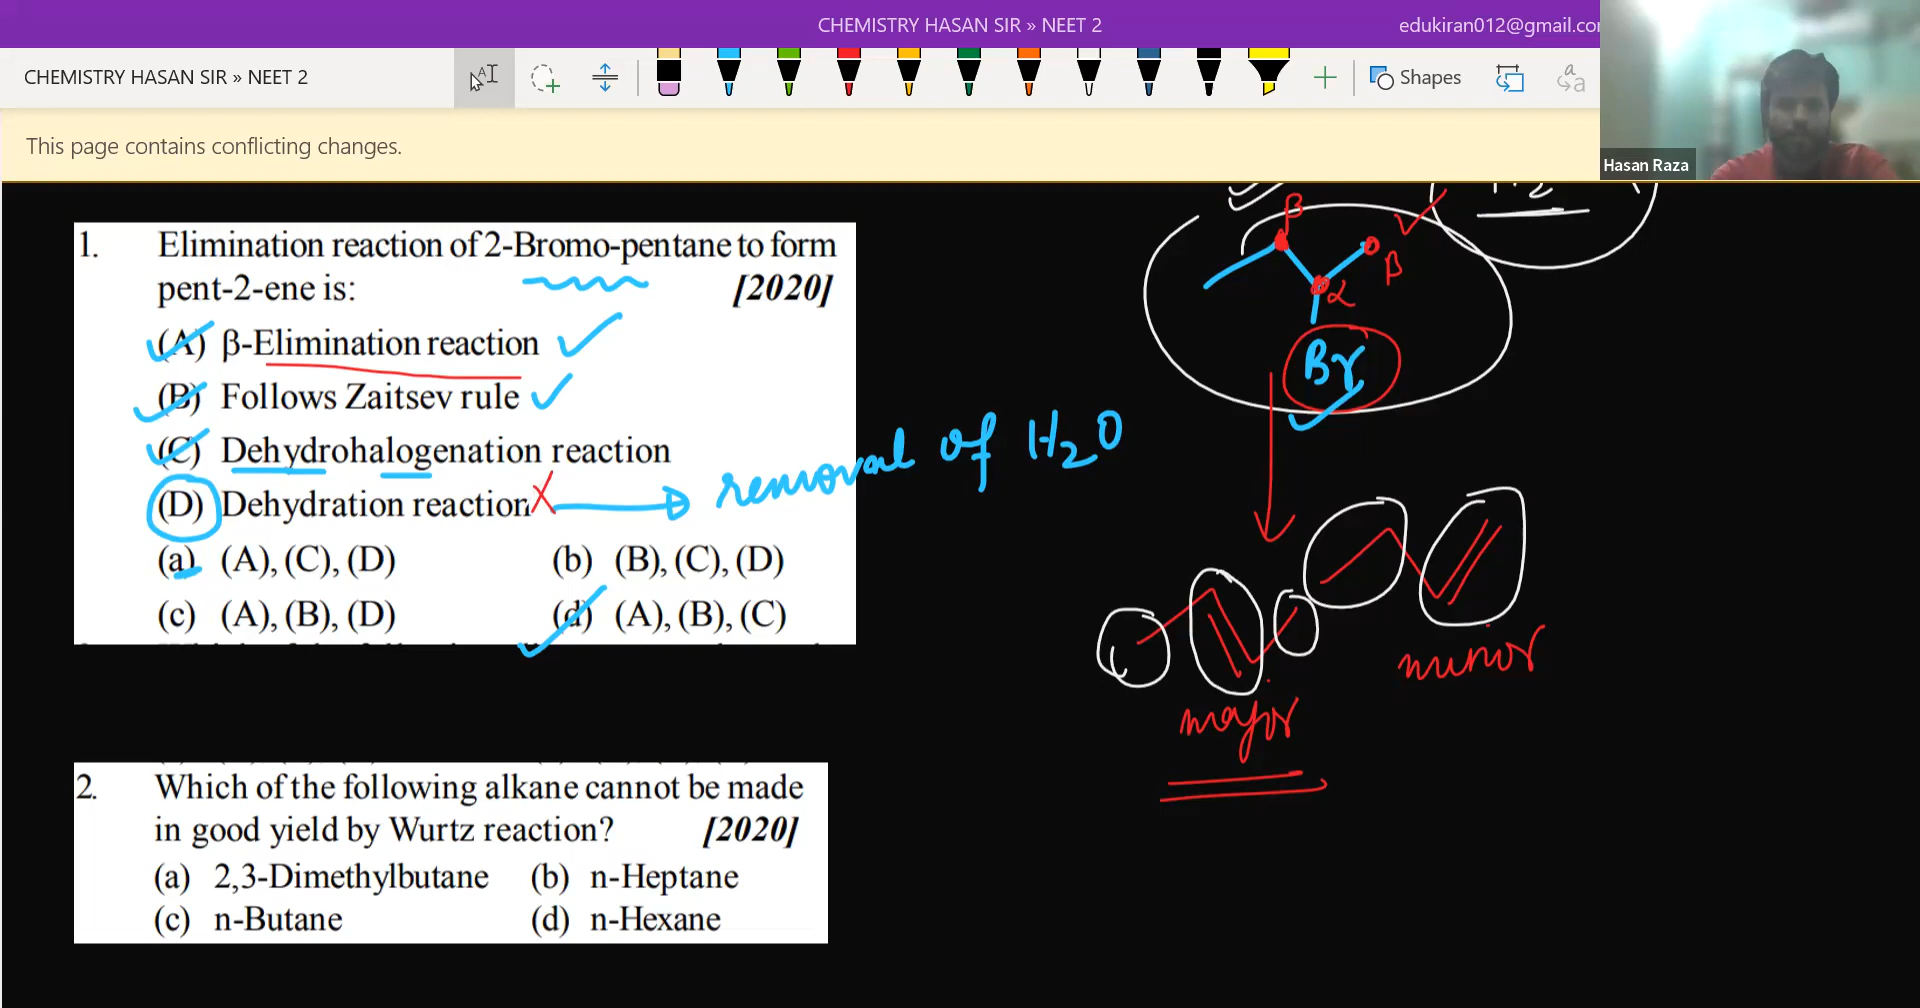 CHEMISTRY HASAN SIR » NEET 2
edukiran012@gmail.co
CHEMISTRY HASAN SIR » NEET 2
Shapes
Hasan Raza
This page contains conflicting changes.
1. Elimination reaction of 2-Bromo-pentane to form
pent-2-ene is: [2020]
(A) β-Elimination reaction
(B) Follows Zaitsev rule
(C) Dehydrohalogenation reaction
(D) Dehydration reaction
(a) (A), (C), (D) (b) (B), (C), (D)
(c) (A), (B), (D) (d) (A), (B), (C)
removal of H2O
β
β
α
Br
major
minor
2. Which of the following alkane cannot be made
in good yield by Wurtz reaction? [2020]
(a) 2,3-Dimethylbutane (b) n-Heptane
(c) n-Butane (d) n-Hexane